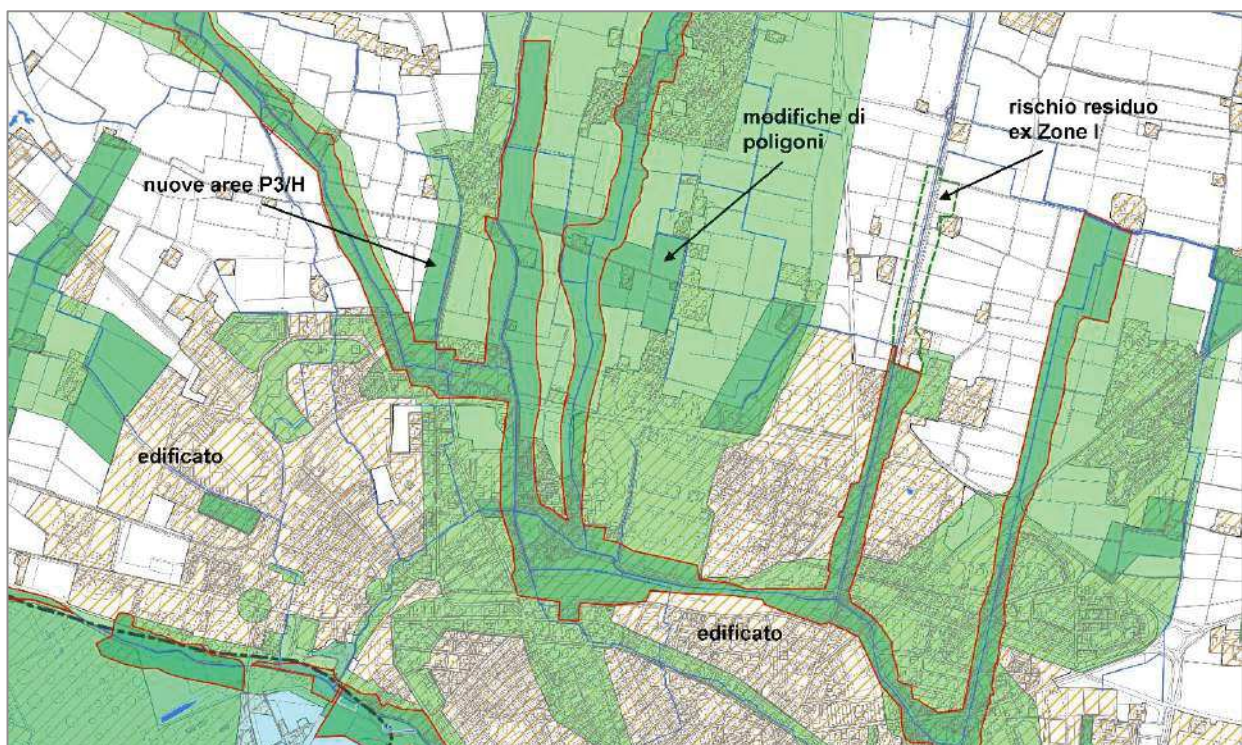 rischio residuo
ex Zone I
modifiche di
poligoni
nuove aree P3/H
edificato
edificato